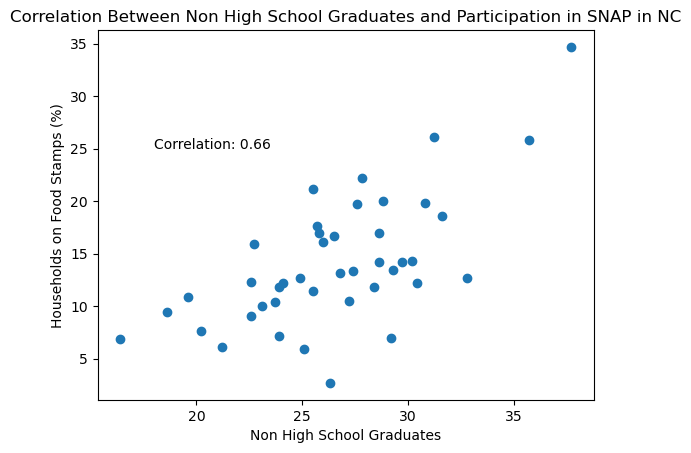 Correlation Between Non High School Graduates and Participation in SNAP in NC
Households on Food Stamps (%)
35
30
25
20
15
10
5
Correlation: 0.66
20
25
30
35
Non High School Graduates